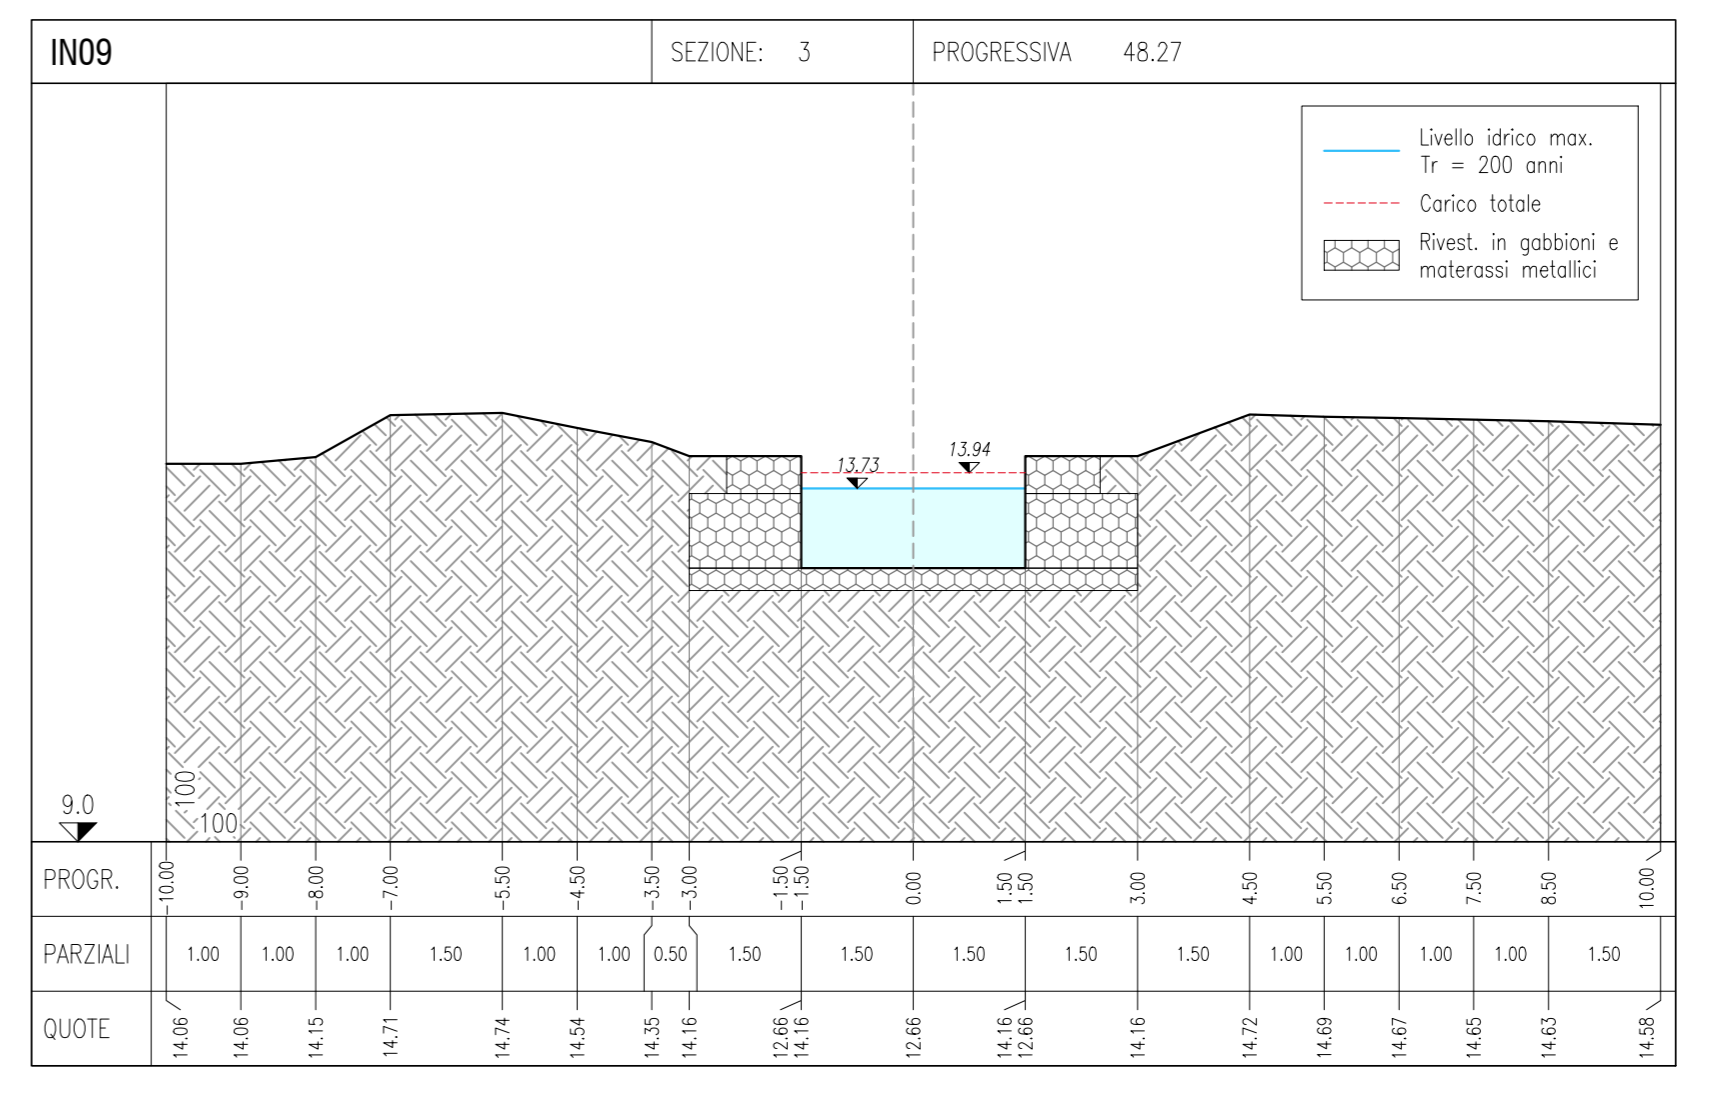 IN09 SEZIONE: 3 PROGRESSIVA 48.27
Livello idrico max.
Tr = 200 anni
Carico totale
Rivest. in gabbioni e
materassi metallici
13.94
13.73
100
100
9.0
PROGR. -10.00 -9.00 -8.00 -7.00 -5.50 -4.50 -3.50 -3.00 -1.50 -1.50 0.00 1.50 1.50 3.00 4.50 5.50 6.50 7.50 8.50 10.00
PARZIALI 1.00 1.00 1.00 1.50 1.00 1.00 0.50 1.50 1.50 1.50 1.50 1.50 1.00 1.00 1.00 1.00 1.50
QUOTE 14.06 14.06 14.15 14.71 14.74 14.54 14.35 14.16 12.66 14.16 12.66 14.16 12.66 14.16 14.72 14.69 14.67 14.65 14.63 14.58